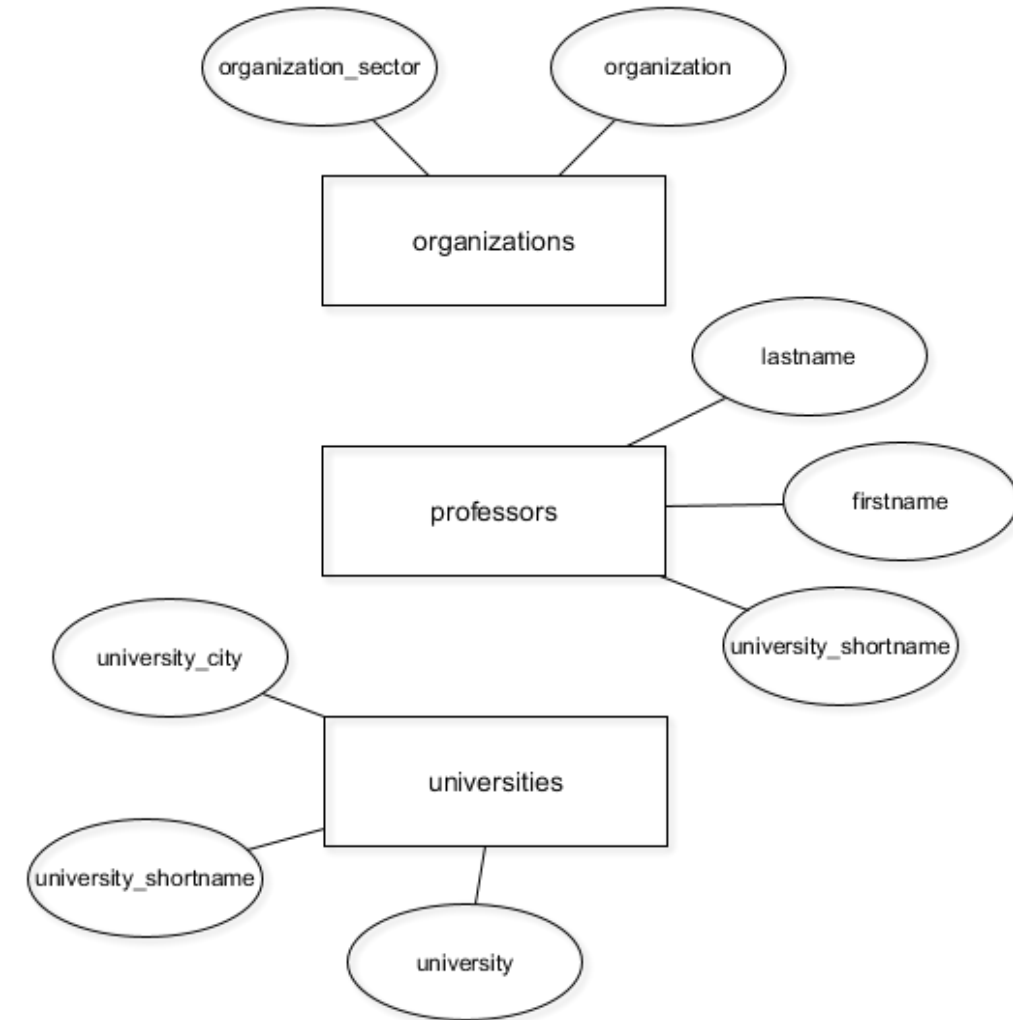 organization_sector
organization
organizations
lastname
firstname
professors
university_shortname
university_city
universities
university_shortname
university